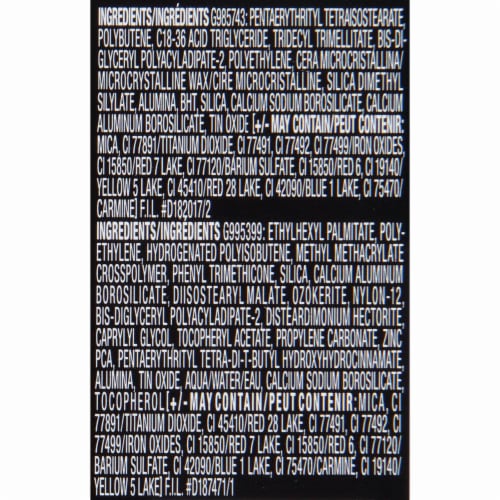 INGREDIENTS/INGRÉDIENTS G985743: PENTAERYTHRITYL TETRAISOSTEARATE,
POLYBUTENE, C18-36 ACID TRIGLYCERIDE, TRIDECYL TRIMELLITATE, BIS-DI-
GLYCERYL POLYACYLADIPATE-2, POLYETHYLENE, CERA MICROCRISTALLINA/
MICROCRYSTALLINE WAX/CIRE MICROCRISTALLINE, SILICA DIMETHYL
SILYLATE, ALUMINA, BHT, SILICA, CALCIUM SODIUM BOROSILICATE, CALCIUM
ALUMINUM BOROSILICATE, TIN OXIDE [+/- MAY CONTAIN/PEUT CONTENIR:
MICA, CI 77891/TITANIUM DIOXIDE, CI 77491, CI 77492, CI 77499/IRON OXIDES,
CI 15850/RED 7 LAKE, CI 77120/BARIUM SULFATE, CI 15850/RED 6, CI 19140/
YELLOW 5 LAKE, CI 45410/RED 28 LAKE, CI 42090/BLUE 1 LAKE, CI 75470/
CARMINE] F.I.L. #D182017/2
INGREDIENTS/INGRÉDIENTS G995399: ETHYLHEXYL PALMITATE, POLY-
ETHYLENE, HYDROGENATED POLYISOBUTENE, METHYL METHACRYLATE
CROSSPOLYMER, PHENYL TRIMETHICONE, SILICA, CALCIUM ALUMINUM
BOROSILICATE, DIISOSTEARYL MALATE, OZOKERITE, NYLON-12,
BIS-DIGLYCERYL POLYACYLADIPATE-2, DISTEARDIMONIUM HECTORITE,
CAPRYLYL GLYCOL, TOCOPHERYL ACETATE, PROPYLENE CARBONATE, ZINC
PCA, PENTAERYTHRITYL TETRA-DI-T-BUTYL HYDROXYHYDROCINNAMATE,
ALUMINA, TIN OXIDE, AQUA/WATER/EAU, CALCIUM SODIUM BOROSILICATE,
TOCOPHEROL [+/- MAY CONTAIN/PEUT CONTENIR: MICA, CI
77891/TITANIUM DIOXIDE, CI 45410/RED 28 LAKE, CI 77491, CI 77492, CI
77499/IRON OXIDES, CI 15850/RED 7 LAKE, CI 15850/RED 6, CI 77120/
BARIUM SULFATE, CI 42090/BLUE 1 LAKE, CI 75470/CARMINE, CI 19140/
YELLOW 5 LAKE] F.I.L. #D187471/1